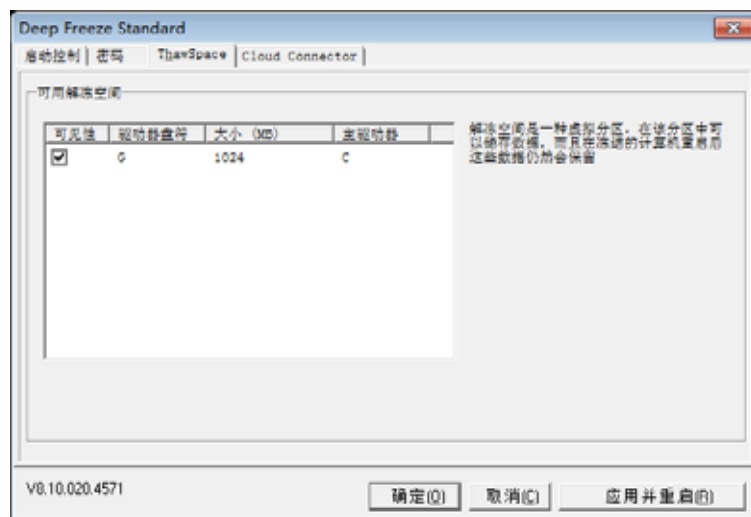 Deep Freeze Standard
启动控制 密码 ThawSpace Cloud Connector
可用解冻空间
可见性 驱动器盘符 大小 (MB) 主驱动器
G 1024 C
解冻空间是一种虚拟分区，在该分区中可
以储存数据，而且在冻结的计算机重启后
这些数据仍然会保留
V8.10.020.4571
确定(O) 取消(C) 应用并重启(R)